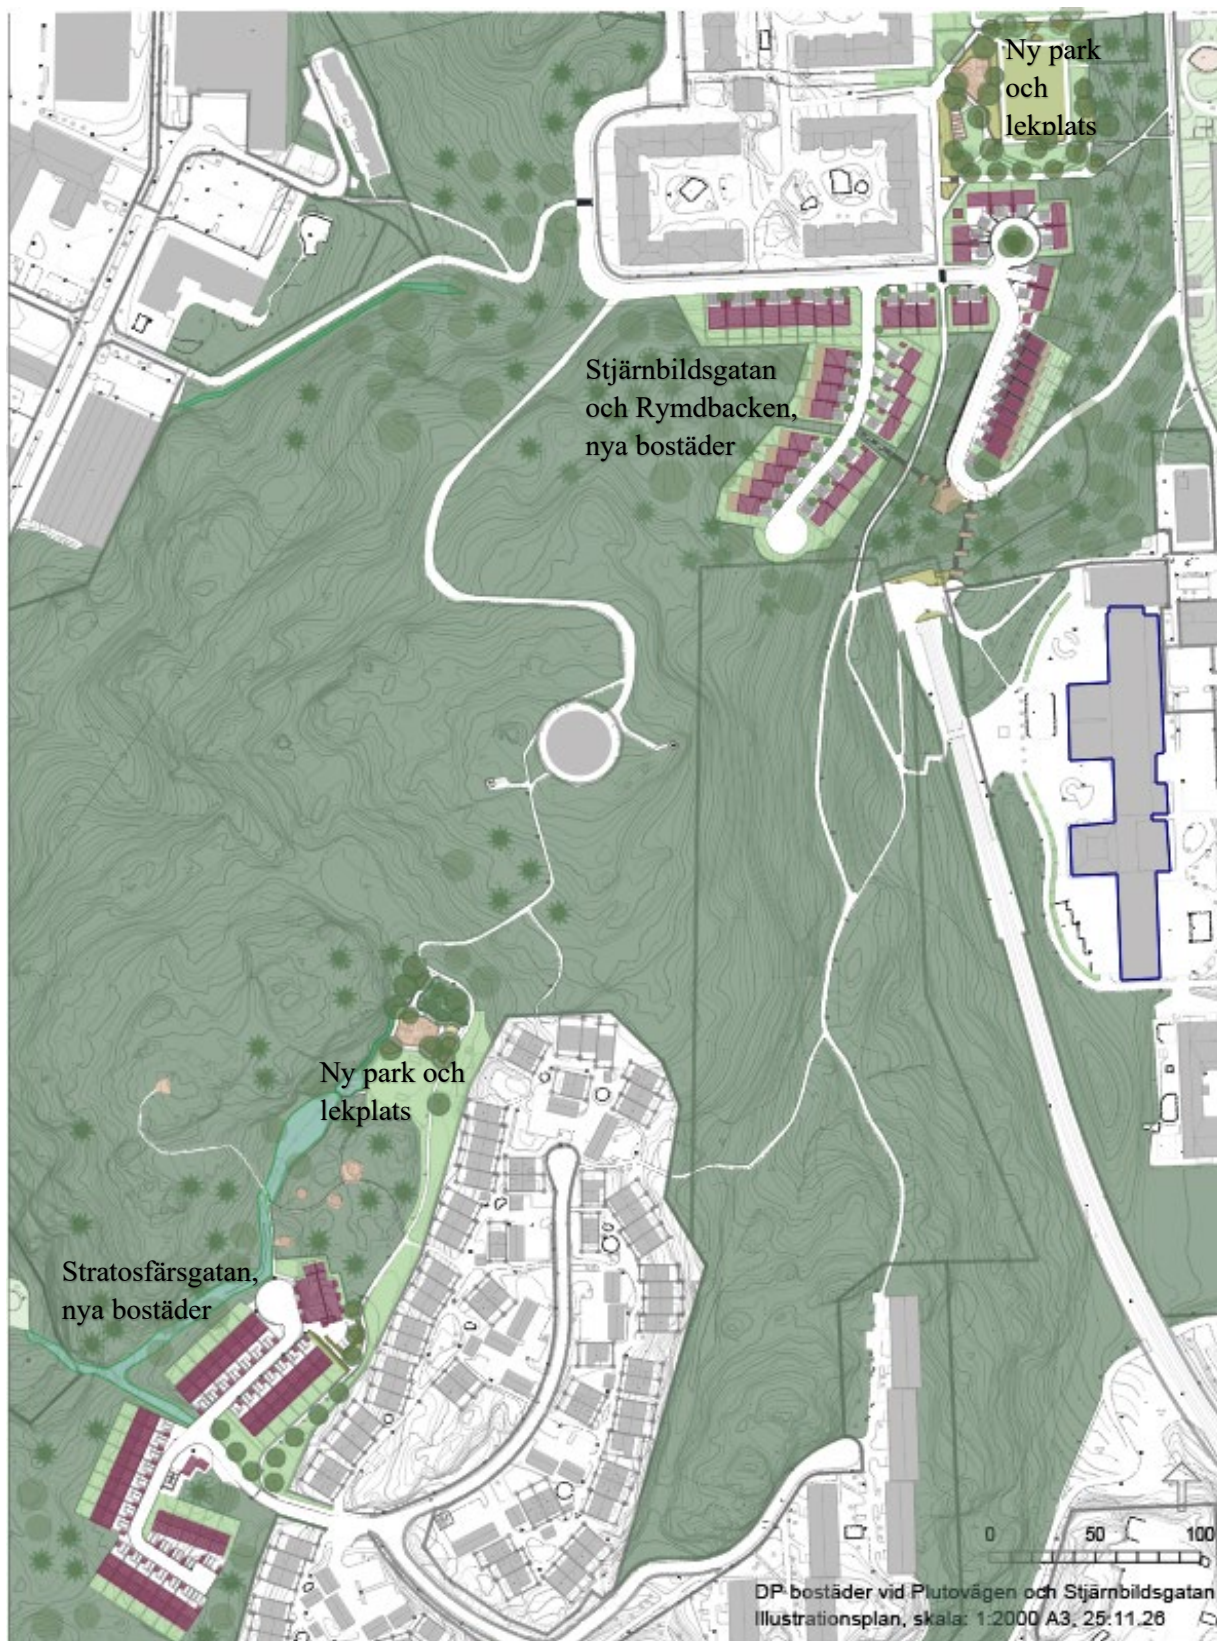 Ny park
och
lekplats
Stjärnbildsgatan
och Rymdbacken,
nya bostäder
Ny park och
lekplats
Stratosfärsgatan,
nya bostäder
0 50 100
DP bostäder vid Plutovägen och Stjärnbildsgatan
Illustrationsplan, skala: 1:2000 A3, 25.11.26